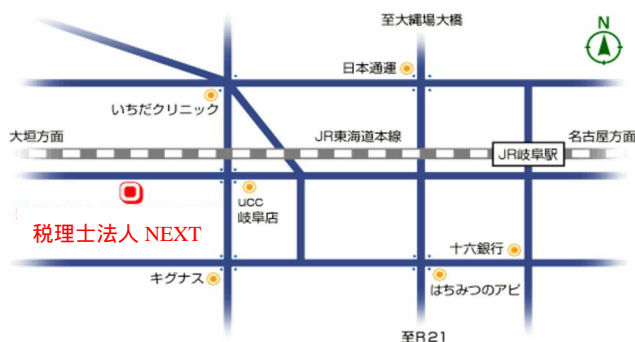 至大縄場大橋
N
日本通運
いちだクリニック
大垣方面
JR東海道本線
名古屋方面
JR岐阜駅
ucc
岐阜店
税理士法人 NEXT
十六銀行
キグナス
はちみつのアピ
至R21